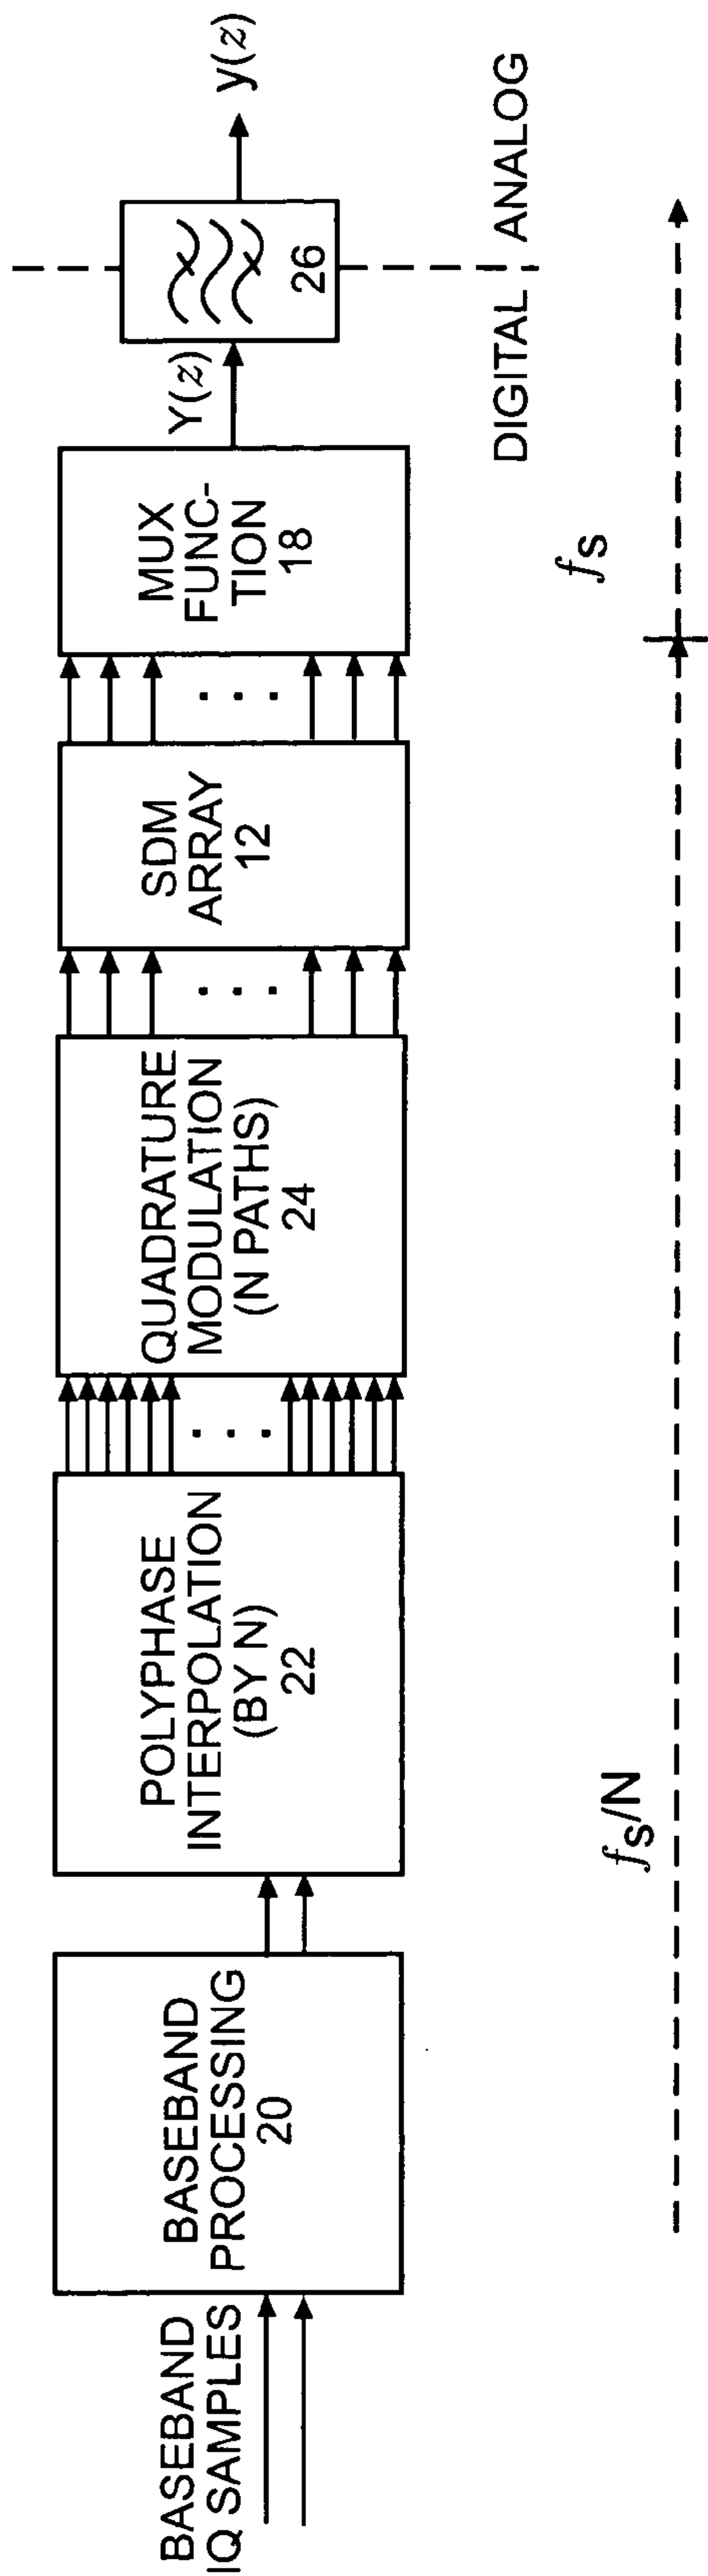 BASEBAND
IQ SAMPLES
BASEBAND
PROCESSING
20
POLYPHASE
INTERPOLATION
(BY N)
22
QUADRATURE
MODULATION
(N PATHS)
24
SDM
ARRAY
12
MUX
FUNC-
TION
18
Y(z)
26
y(z)
DIGITAL ANALOG
fS/N
fS